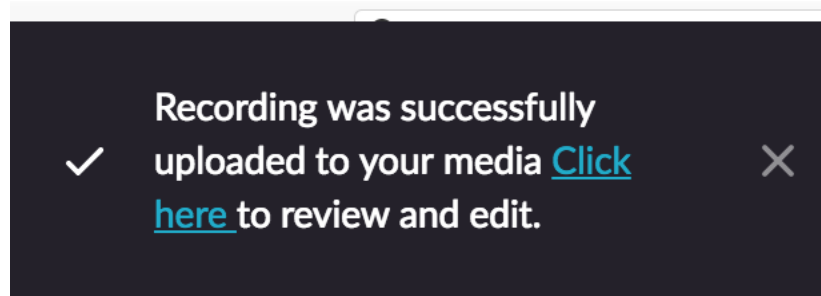 Recording was successfully
uploaded to your media Click
here to review and edit.